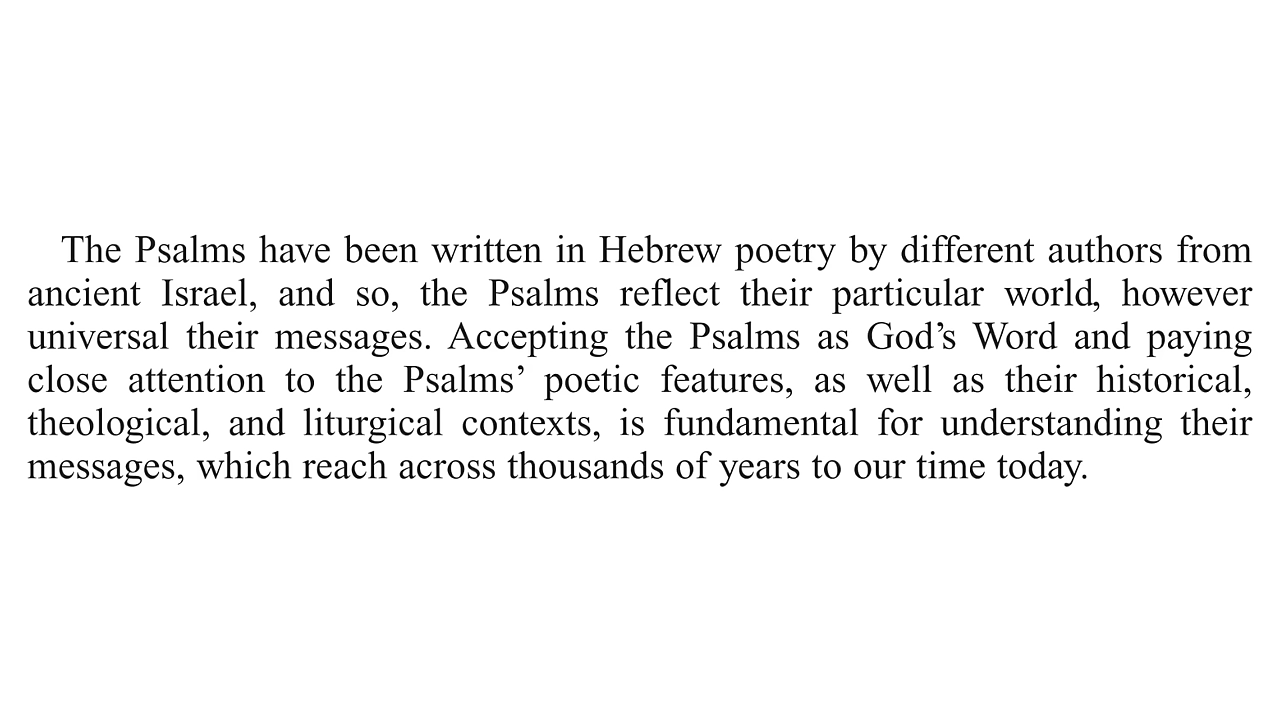 The Psalms have been written in Hebrew poetry by different authors from
ancient Israel, and so, the Psalms reflect their particular world, however
universal their messages. Accepting the Psalms as God’s Word and paying
close attention to the Psalms’ poetic features, as well as their historical,
theological, and liturgical contexts, is fundamental for understanding their
messages, which reach across thousands of years to our time today.